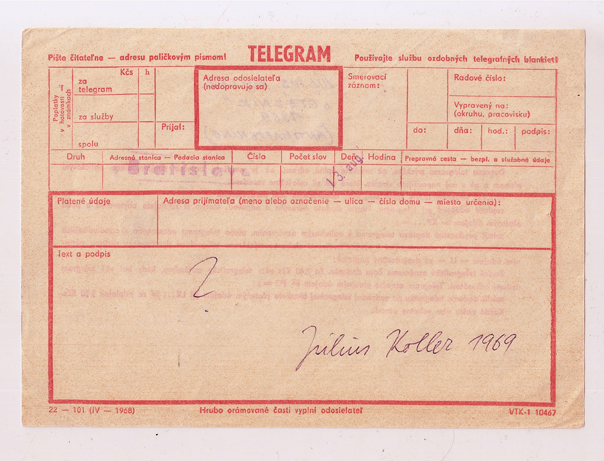 Píšte čitateľne — adresu paličkovým písmom!
TELEGRAM
Používajte službu ozdobných telegrafných blanketů
Poplatky v hotovosti v známkach
Kčs h
za telegram
za služby
spolu
Prijal:
Adresa odosielateľa
(nedopravuje sa)
Smerovací
záznam:
Radové číslo:
Vypravený na:
(okruhu, pracovisku)
do: dňa: hod.: podpis:
Druh Adresná stanica — Podacia stanica Číslo Počet slov Deň Hodina Prepravná cesta — bezpl. a služobné údaje
Bratislava
13. aug.
Platené údaje
Adresa prijímateľa (meno alebo označenie — ulica — číslo domu — miesto určenia):
Text a podpis
?
Július Koller 1969
22 — 101 (IV — 1968)
Hrubo orámované časti vyplní odosielateľ
VTK-1 10467